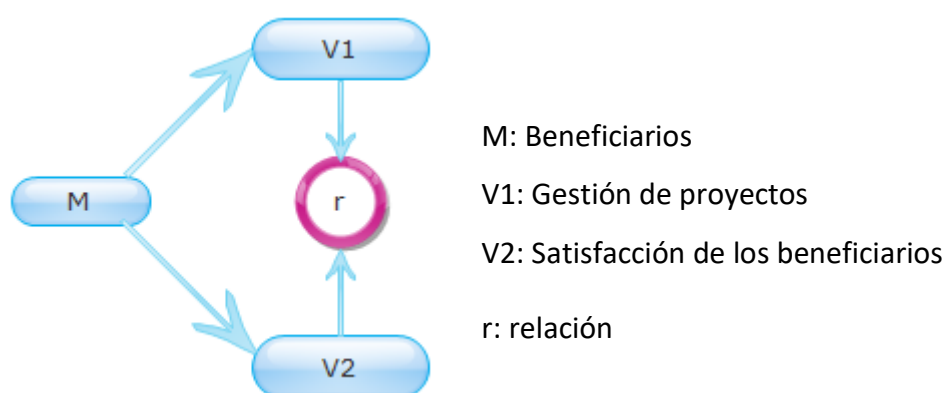 V1
M
r
V2
M: Beneficiarios
V1: Gestión de proyectos
V2: Satisfacción de los beneficiarios
r: relación